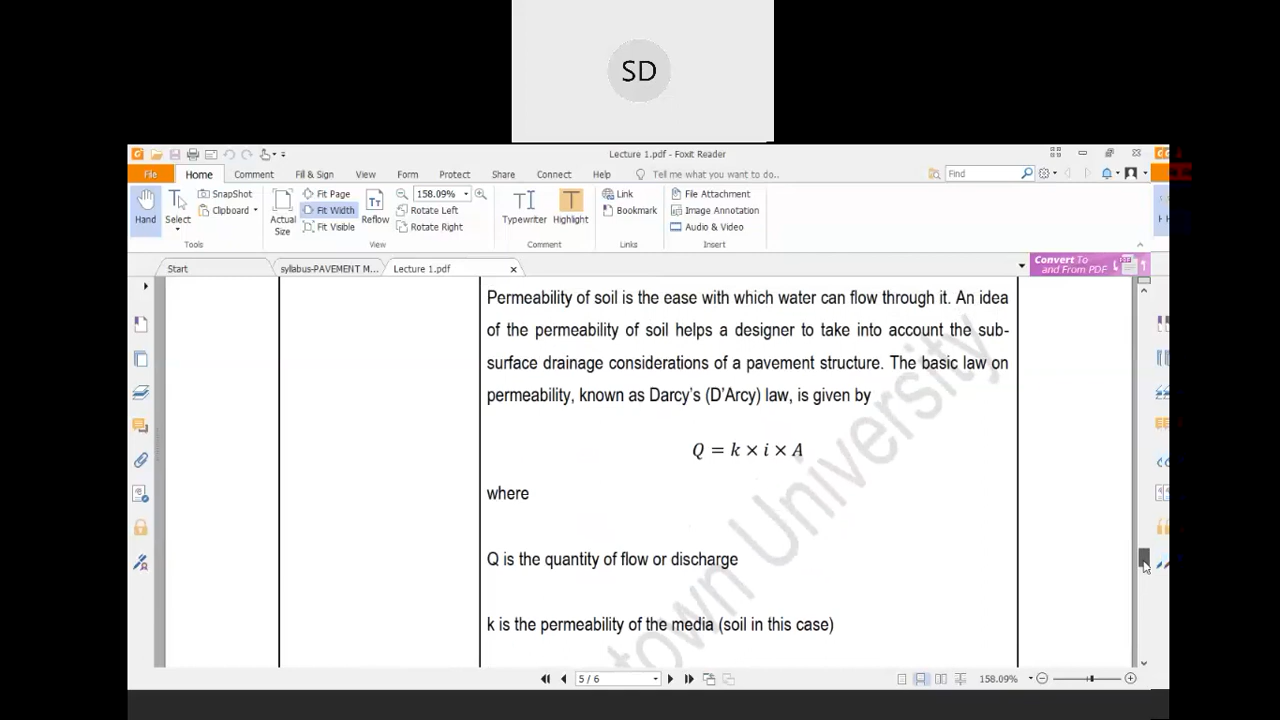 SD
Lecture 1.pdf - Foxit Reader
File Home Comment Fill & Sign View Form Protect Share Connect Help Tell me what you want to do.. Find
Hand
Select
SnapShot
Clipboard
Actual Size
Fit Page
Fit Width
Fit Visible
Reflow
158.09%
Rotate Left
Rotate Right
Typewriter
Highlight
Link
Bookmark
File Attachment
Image Annotation
Audio & Video
Tools View Comment Links Insert
Start syllabus-PAVEMENT M... Lecture 1.pdf
Convert To
and From PDF
Permeability of soil is the ease with which water can flow through it. An idea
of the permeability of soil helps a designer to take into account the sub-
surface drainage considerations of a pavement structure. The basic law on
permeability, known as Darcy's (D'Arcy) law, is given by
Q = k × i × A
where
Q is the quantity of flow or discharge
k is the permeability of the media (soil in this case)
town University
5 / 6
158.09%